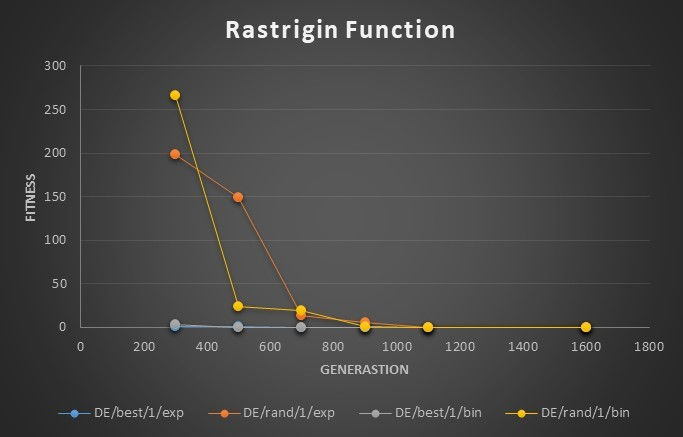 Rastrigin Function
300
250
200
150
100
50
0
FITNESS
0 200 400 600 800 1000 1200 1400 1600 1800
GENERASTION
DE/best/1/exp DE/rand/1/exp DE/best/1/bin DE/rand/1/bin